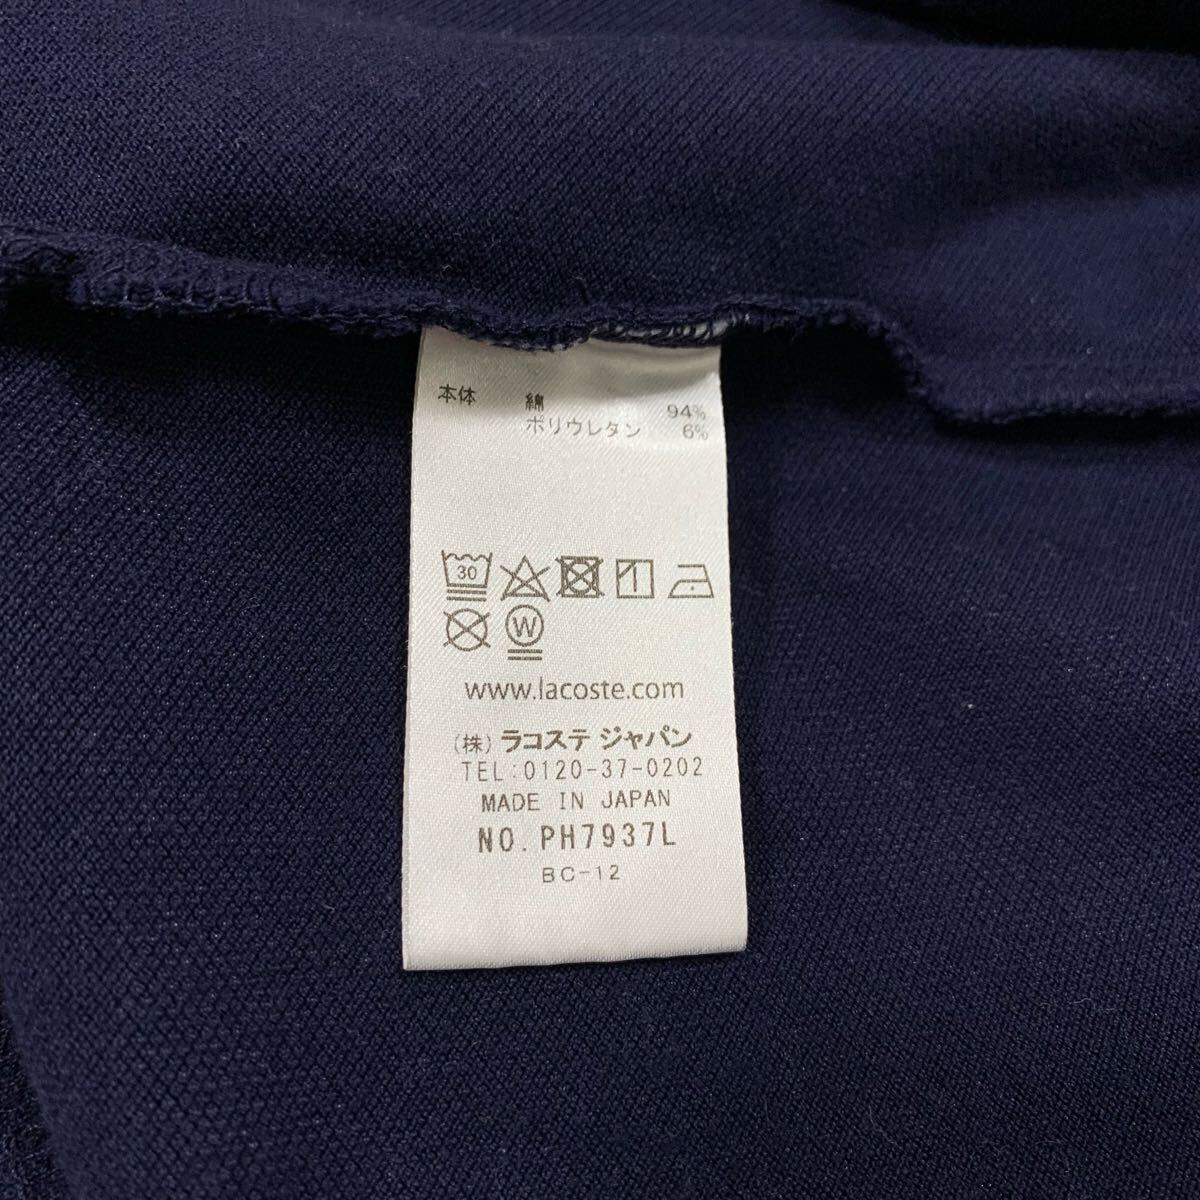 本体 綿 94%
ポリウレタン 6%
30
W
www.lacoste.com
(株) ラコステ ジャパン
TEL:0120-37-0202
MADE IN JAPAN
NO. PH7937L
BC-12